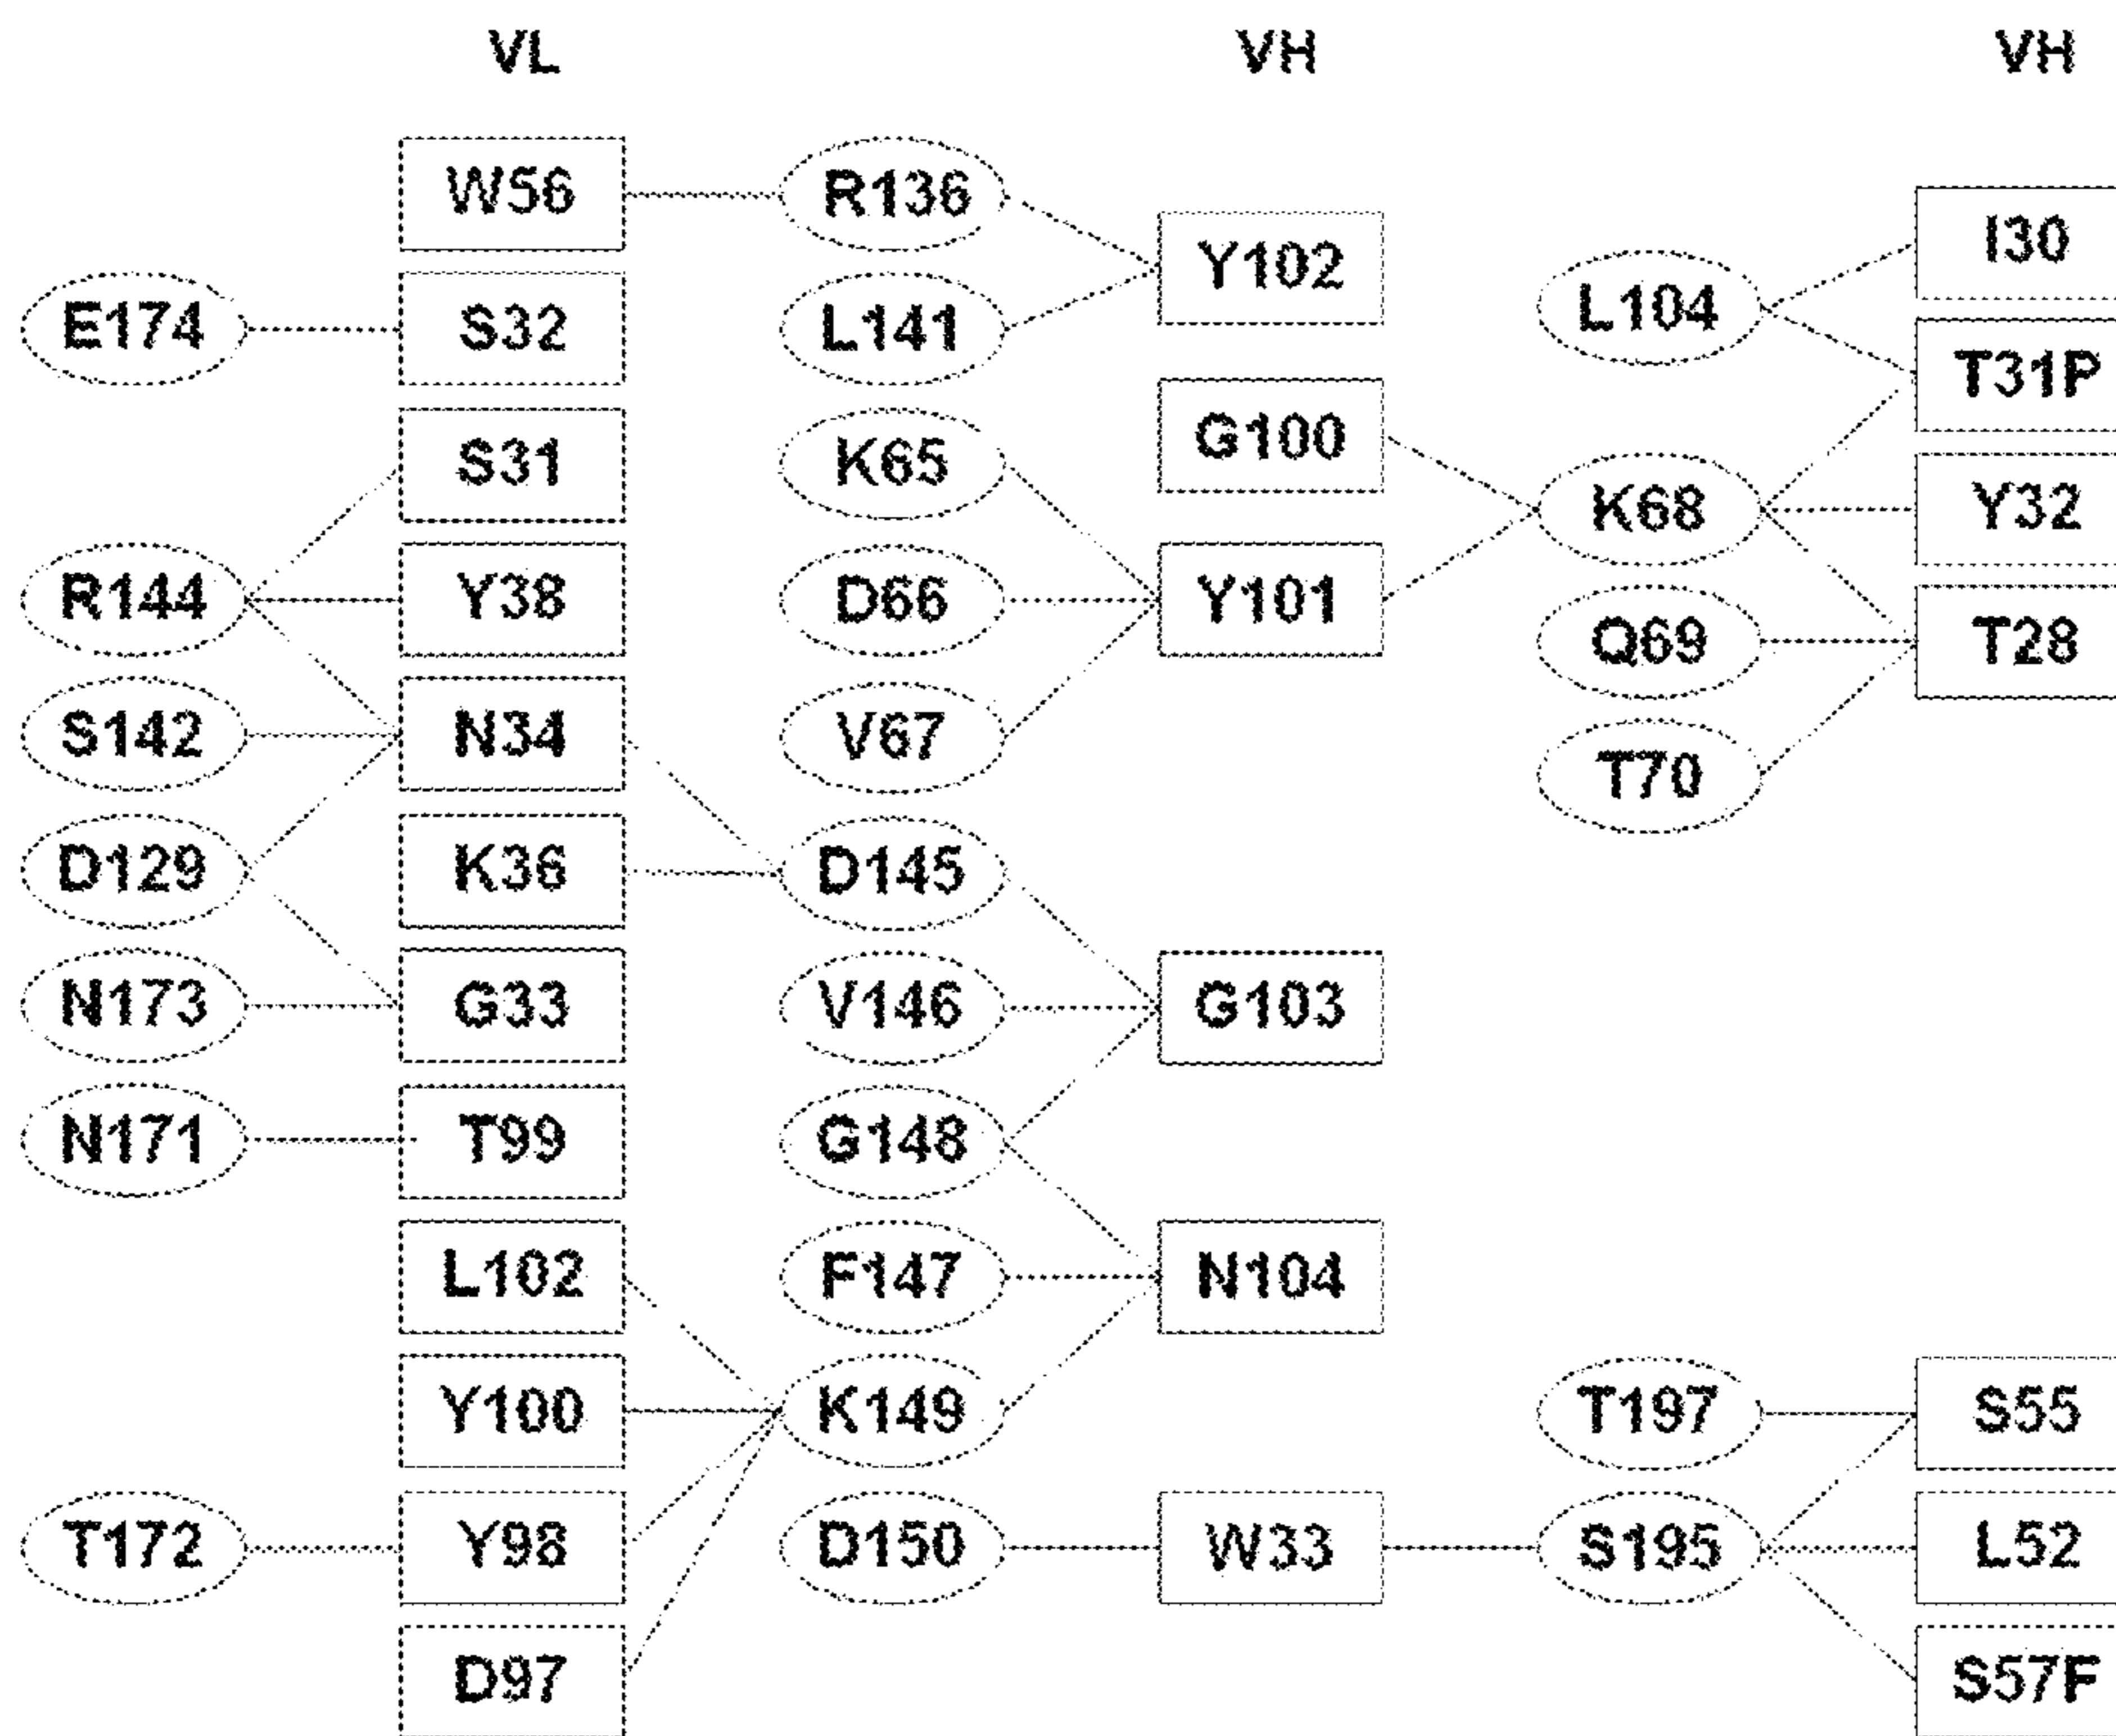 VL VH VH
W56 R136
I30
Y102
L104
E174 S32 L141
T31P
G100
S31 K65
K68 Y32
R144 Y38 D66 Y101
Q69 T28
S142 N34 V67
T70
D129 K36 D145
N173 G33 V146 G103
N171 T99 G148
L102 F147 N104
Y100 K149 T197 S55
T172 Y98 D150 W33 S195 L52
D97 S57F